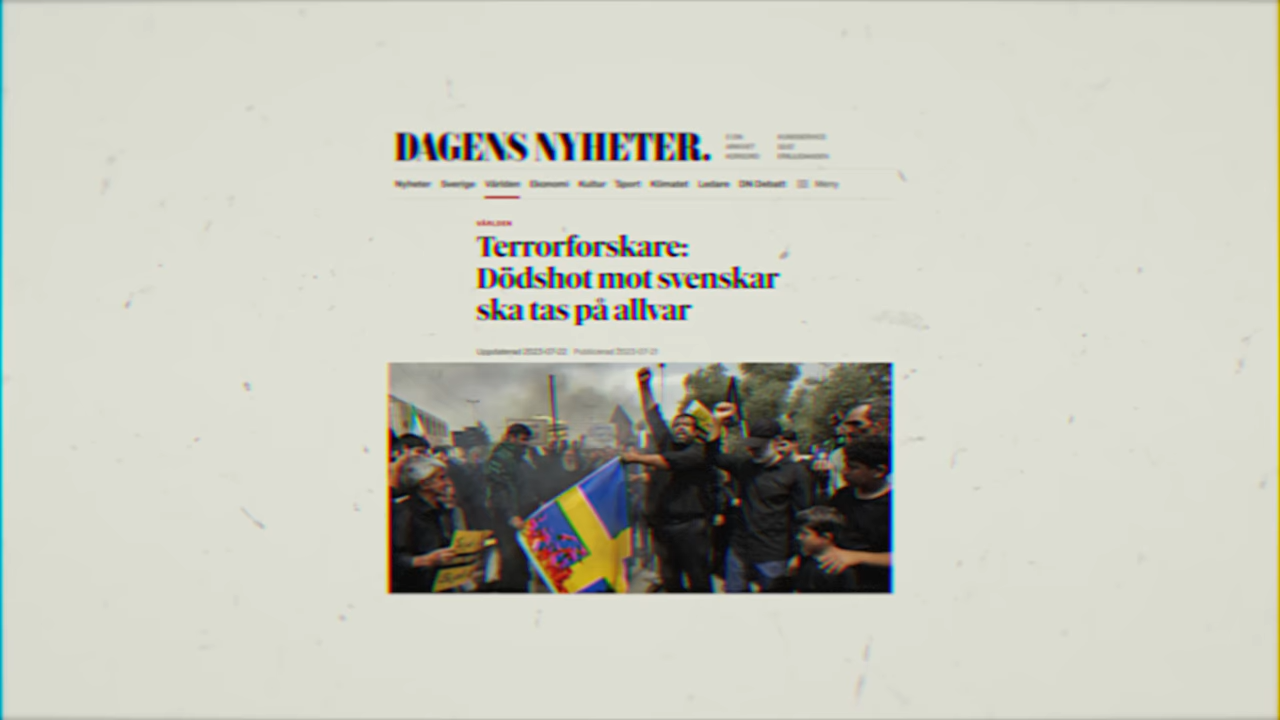 DAGENS NYHETER.
Nyheter Sverige Världen Ekonomi Kultur Sport Klimatet Ledare DN Debatt Meny
VÄRLDEN
Terrorforskare:
Dödshot mot svenskar
ska tas på allvar
Uppdaterad 2023-07-22 Publicerad 2023-07-21